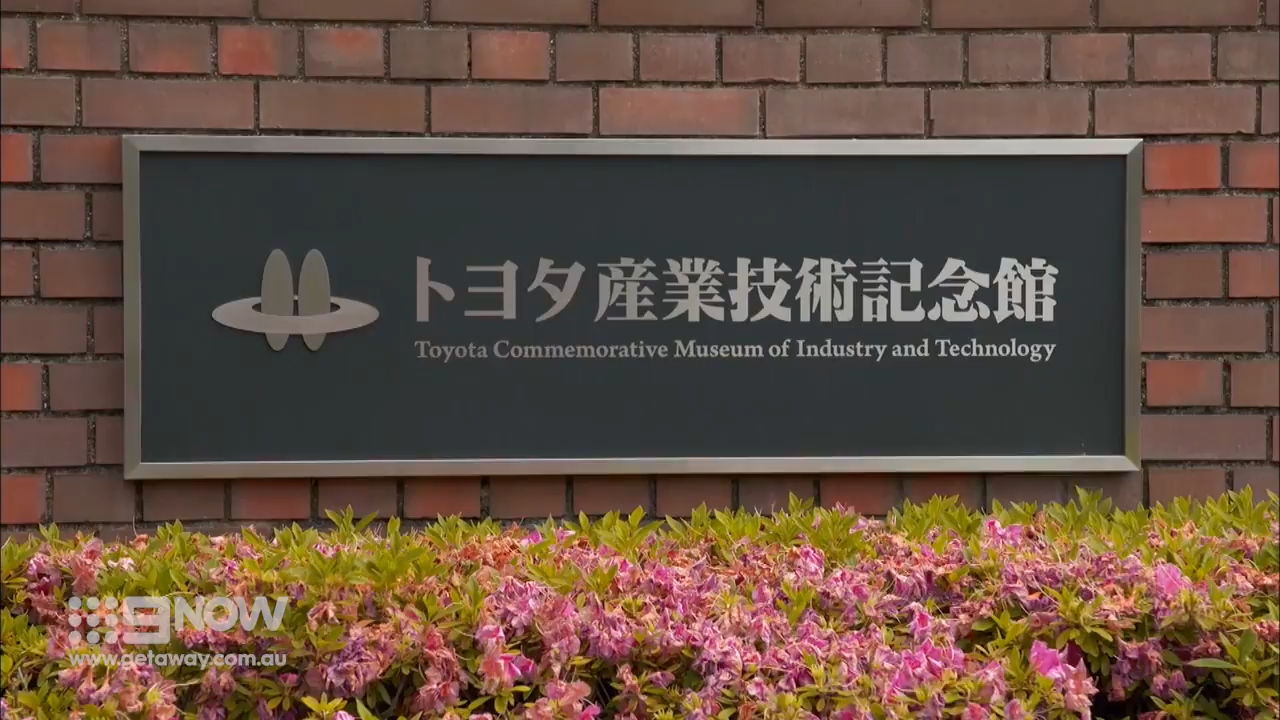 トヨタ産業技術記念館
Toyota Commemorative Museum of Industry and Technology
9NOW
www.getaway.com.au